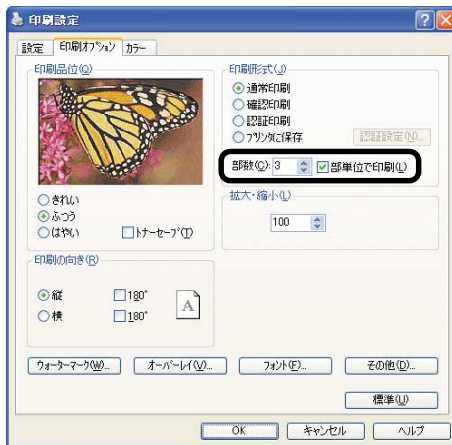 印刷設定
設定 印刷オプション カラー
印刷品位(Q)
きれい
ふつう
はやい
トナーセーブ(T)
印刷の向き(R)
縦 180°
横 180°
A
印刷形式(J)
通常印刷
確認印刷
認証印刷
プリンタに保存 認証設定(N)...
部数(C): 3 部単位で印刷(L)
拡大・縮小(L)
100
ウォーターマーク(W)... オーバーレイ(V)... フォント(F)... その他(D)...
標準(U)
OK キャンセル ヘルプ